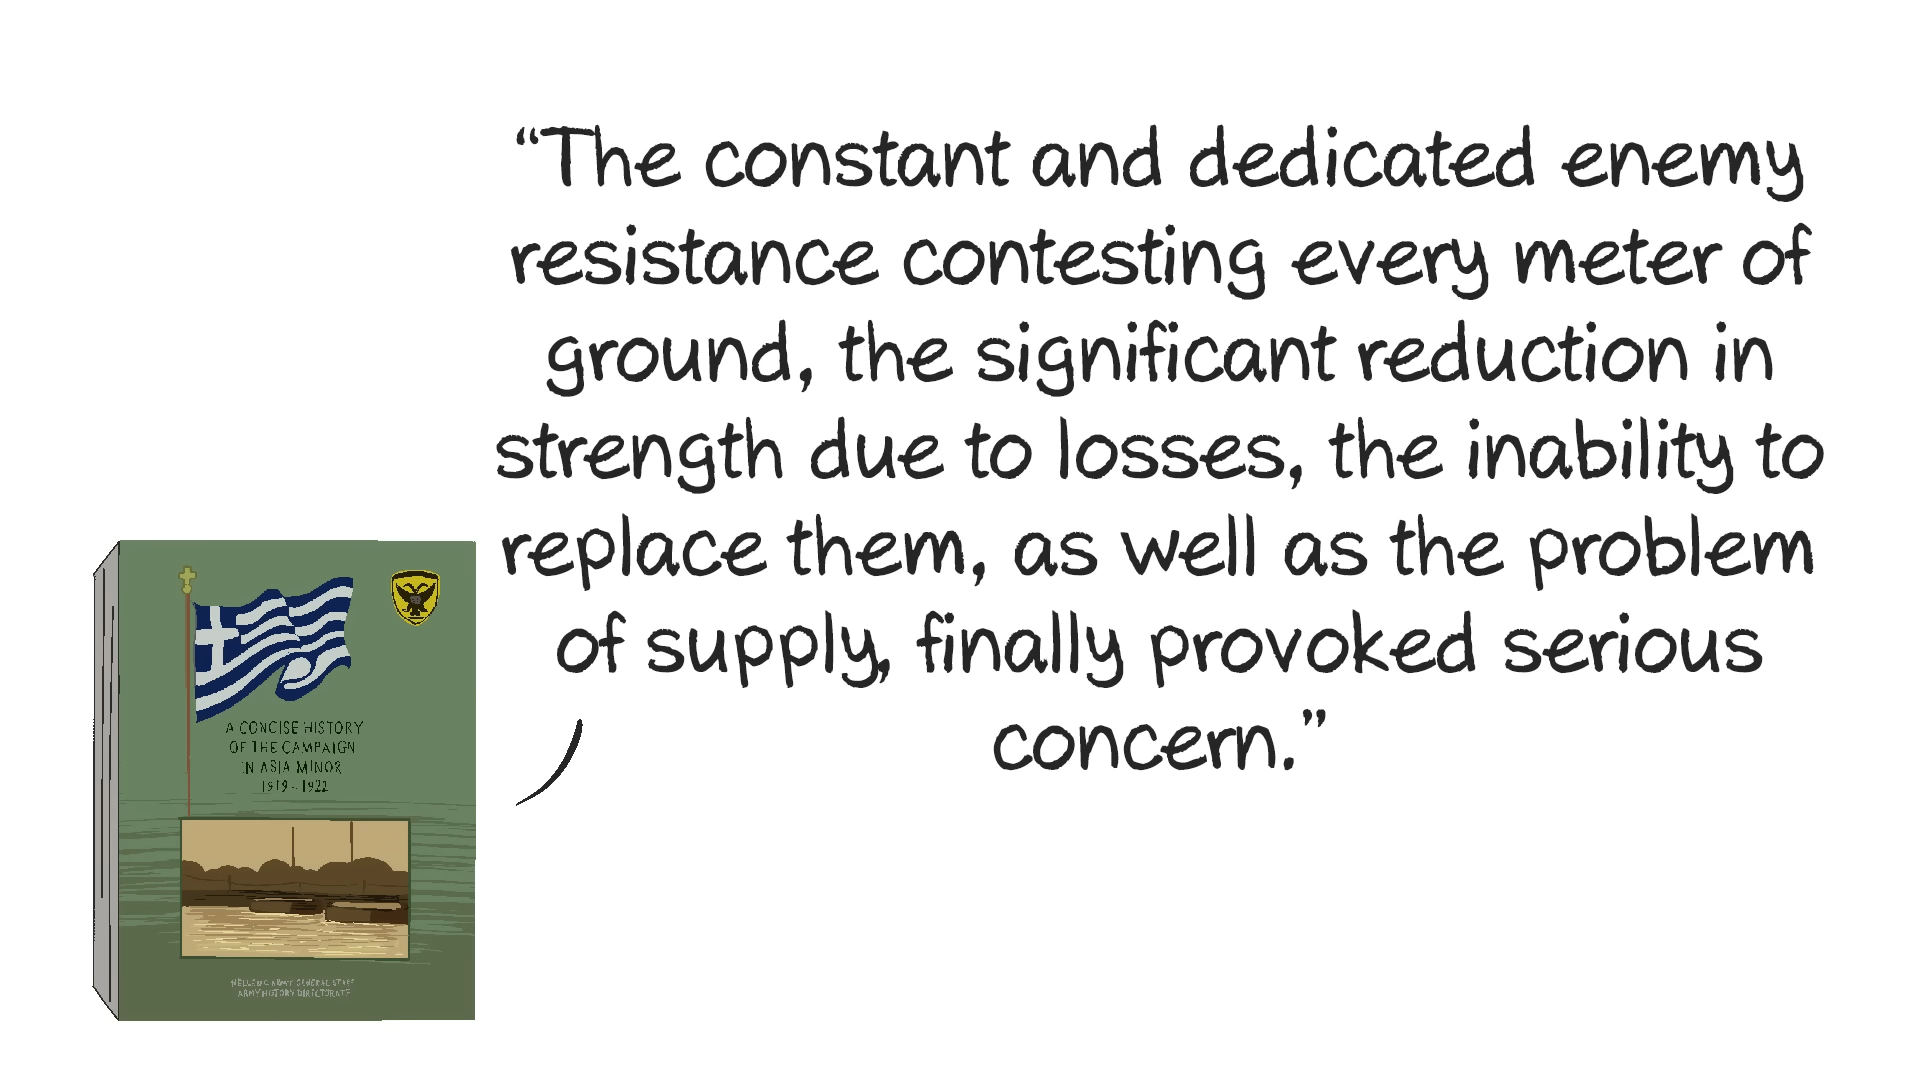 “The constant and dedicated enemy
resistance contesting every meter of
ground, the significant reduction in
strength due to losses, the inability to
replace them, as well as the problem
of supply, finally provoked serious
concern.”
A CONCISE HISTORY
OF THE CAMPAIGN
IN ASIA MINOR
1919 - 1922
HELLENIC ARMY GENERAL STAFF
ARMY HISTORY DIRECTORATE